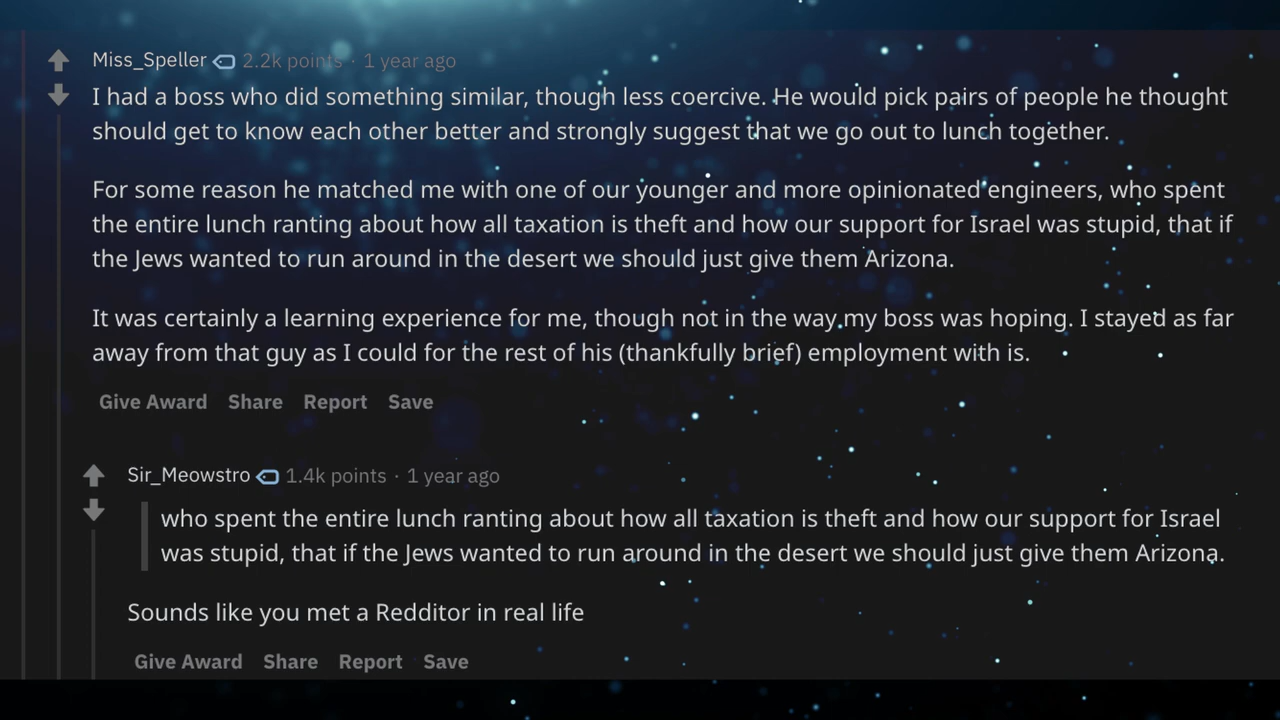 Miss_Speller 2.2k points · 1 year ago
I had a boss who did something similar, though less coercive. He would pick pairs of people he thought
should get to know each other better and strongly suggest that we go out to lunch together.
For some reason he matched me with one of our younger and more opinionated engineers, who spent
the entire lunch ranting about how all taxation is theft and how our support for Israel was stupid, that if
the Jews wanted to run around in the desert we should just give them Arizona.
It was certainly a learning experience for me, though not in the way my boss was hoping. I stayed as far
away from that guy as I could for the rest of his (thankfully brief) employment with is.
Give Award Share Report Save
Sir_Meowstro 1.4k points · 1 year ago
who spent the entire lunch ranting about how all taxation is theft and how our support for Israel
was stupid, that if the Jews wanted to run around in the desert we should just give them Arizona.
Sounds like you met a Redditor in real life
Give Award Share Report Save